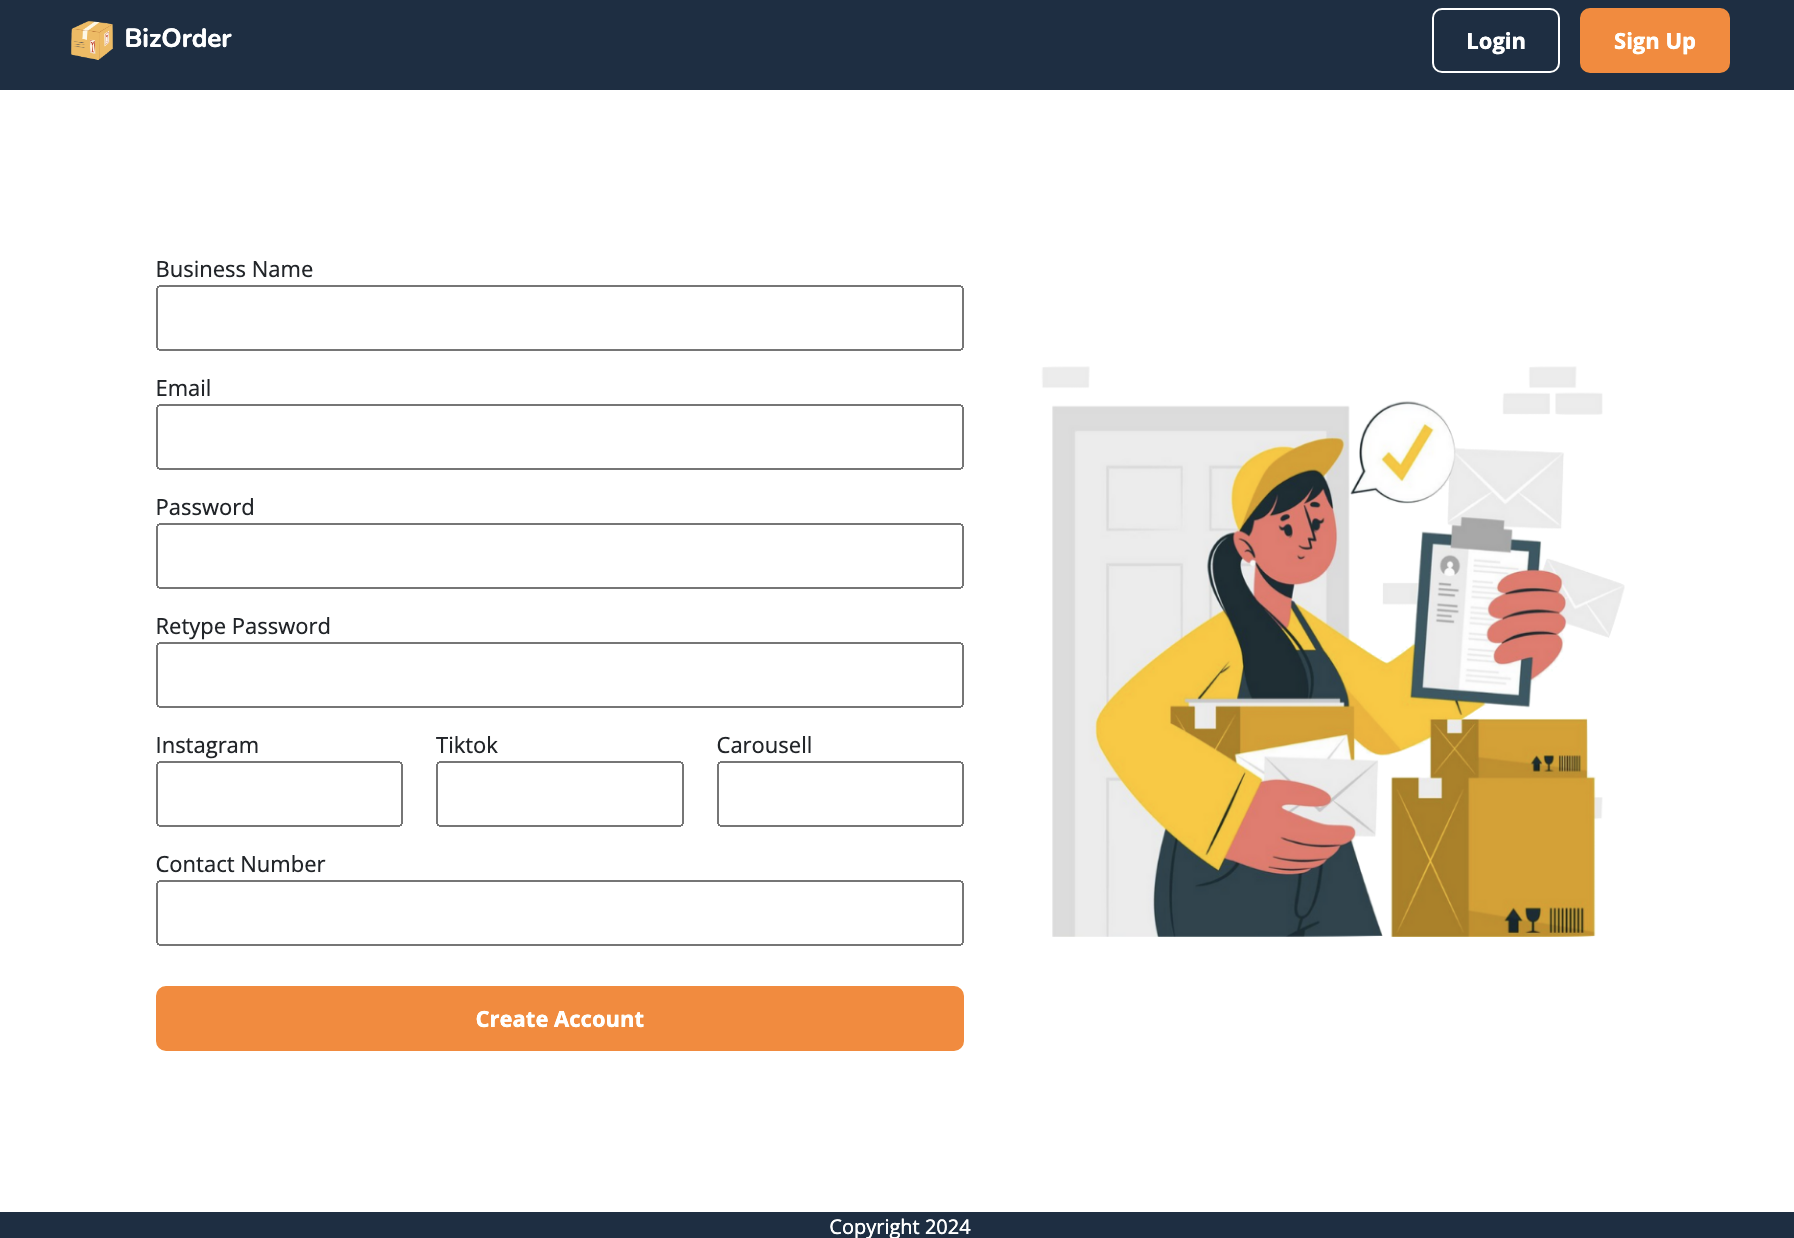 BizOrder
Login
Sign Up
Business Name
Email
Password
Retype Password
Instagram
Tiktok
Carousell
Contact Number
Create Account
Copyright 2024